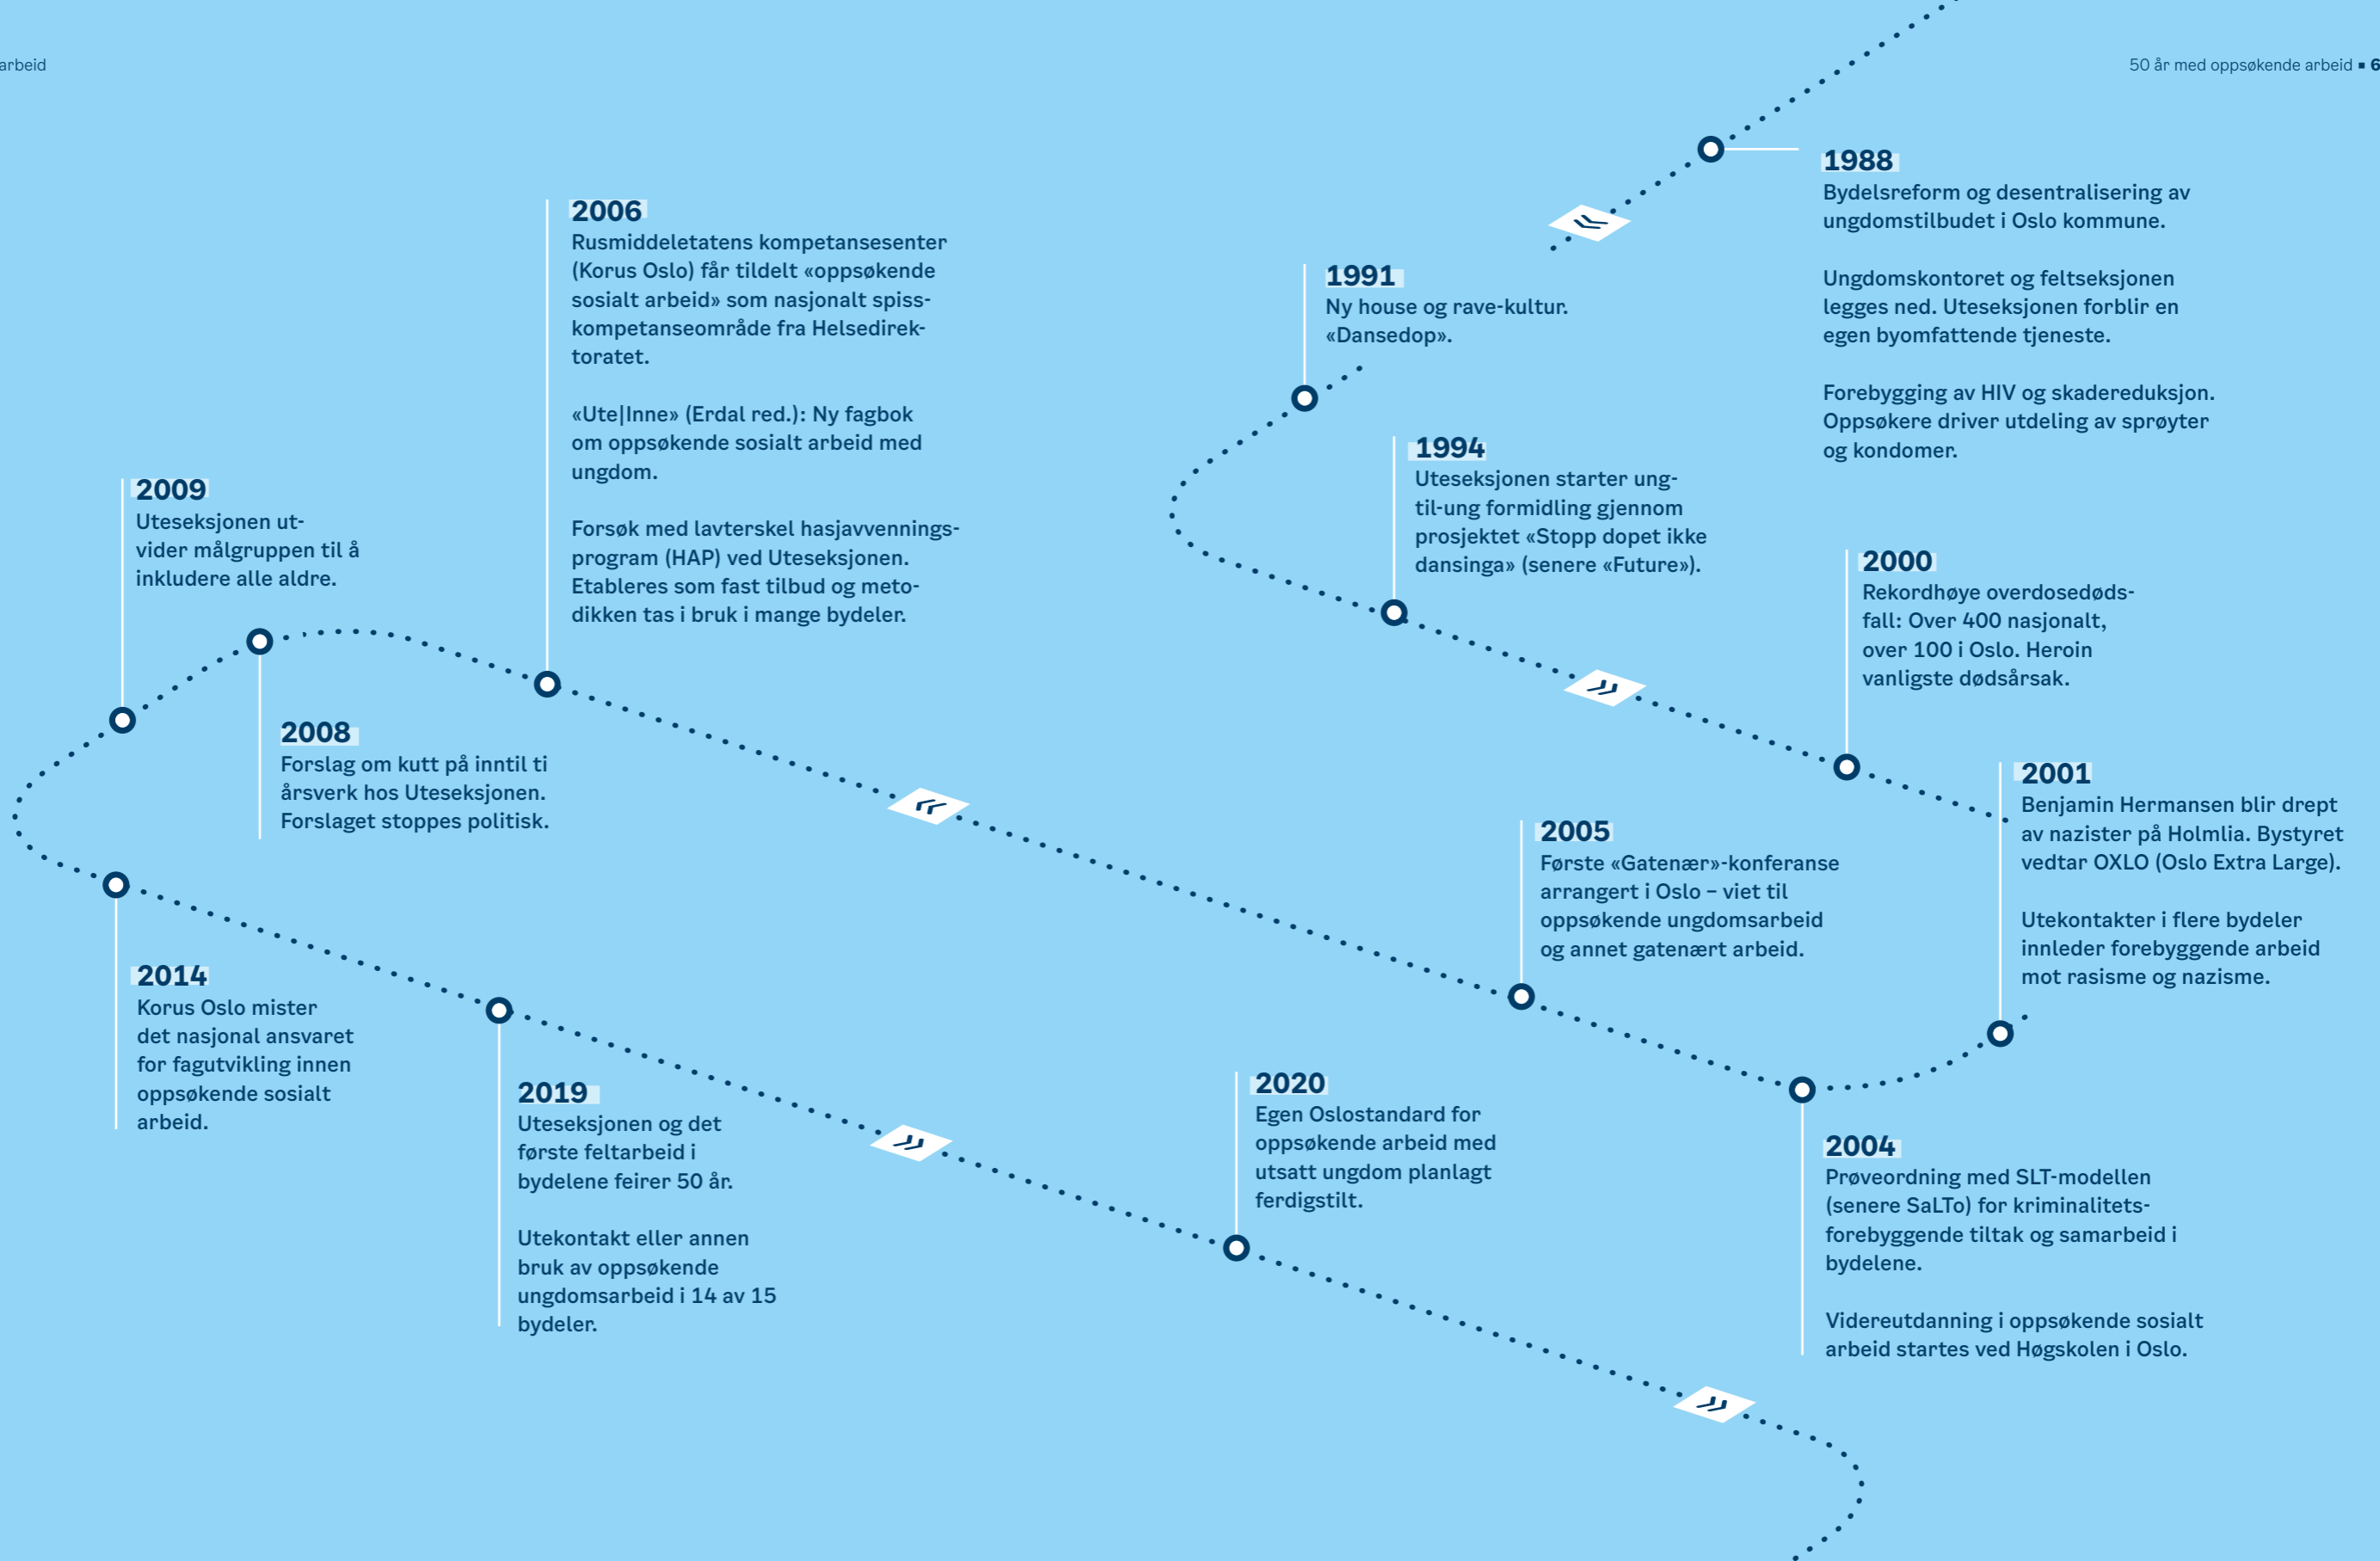 arbeid
50 år med oppsøkende arbeid ▪ 6
1988
Bydelsreform og desentralisering av
ungdomstilbudet i Oslo kommune.
Ungdomskontoret og feltseksjonen
legges ned. Uteseksjonen forblir en
egen byomfattende tjeneste.
Forebygging av HIV og skadereduksjon.
Oppsøkere driver utdeling av sprøyter
og kondomer.
1991
Ny house og rave-kultur.
«Dansedop».
1994
Uteseksjonen starter ung-
til-ung formidling gjennom
prosjektet «Stopp dopet ikke
dansinga» (senere «Future»).
2000
Rekordhøye overdosedøds-
fall: Over 400 nasjonalt,
over 100 i Oslo. Heroin
vanligste dødsårsak.
2001
Benjamin Hermansen blir drept
av nazister på Holmlia. Bystyret
vedtar OXLO (Oslo Extra Large).
Utekontakter i flere bydeler
innleder forebyggende arbeid
mot rasisme og nazisme.
2004
Prøveordning med SLT-modellen
(senere SaLTo) for kriminalitets-
forebyggende tiltak og samarbeid i
bydelene.
Videreutdanning i oppsøkende sosialt
arbeid startes ved Høgskolen i Oslo.
2005
Første «Gatenær»-konferanse
arrangert i Oslo – viet til
oppsøkende ungdomsarbeid
og annet gatenært arbeid.
2006
Rusmiddeletatens kompetansesenter
(Korus Oslo) får tildelt «oppsøkende
sosialt arbeid» som nasjonalt spiss-
kompetanseområde fra Helsedirek-
toratet.
«Ute|Inne» (Erdal red.): Ny fagbok
om oppsøkende sosialt arbeid med
ungdom.
Forsøk med lavterskel hasjavvennings-
program (HAP) ved Uteseksjonen.
Etableres som fast tilbud og meto-
dikken tas i bruk i mange bydeler.
2008
Forslag om kutt på inntil ti
årsverk hos Uteseksjonen.
Forslaget stoppes politisk.
2009
Uteseksjonen ut-
vider målgruppen til å
inkludere alle aldre.
2014
Korus Oslo mister
det nasjonal ansvaret
for fagutvikling innen
oppsøkende sosialt
arbeid.
2019
Uteseksjonen og det
første feltarbeid i
bydelene feirer 50 år.
Utekontakt eller annen
bruk av oppsøkende
ungdomsarbeid i 14 av 15
bydeler.
2020
Egen Oslostandard for
oppsøkende arbeid med
utsatt ungdom planlagt
ferdigstilt.